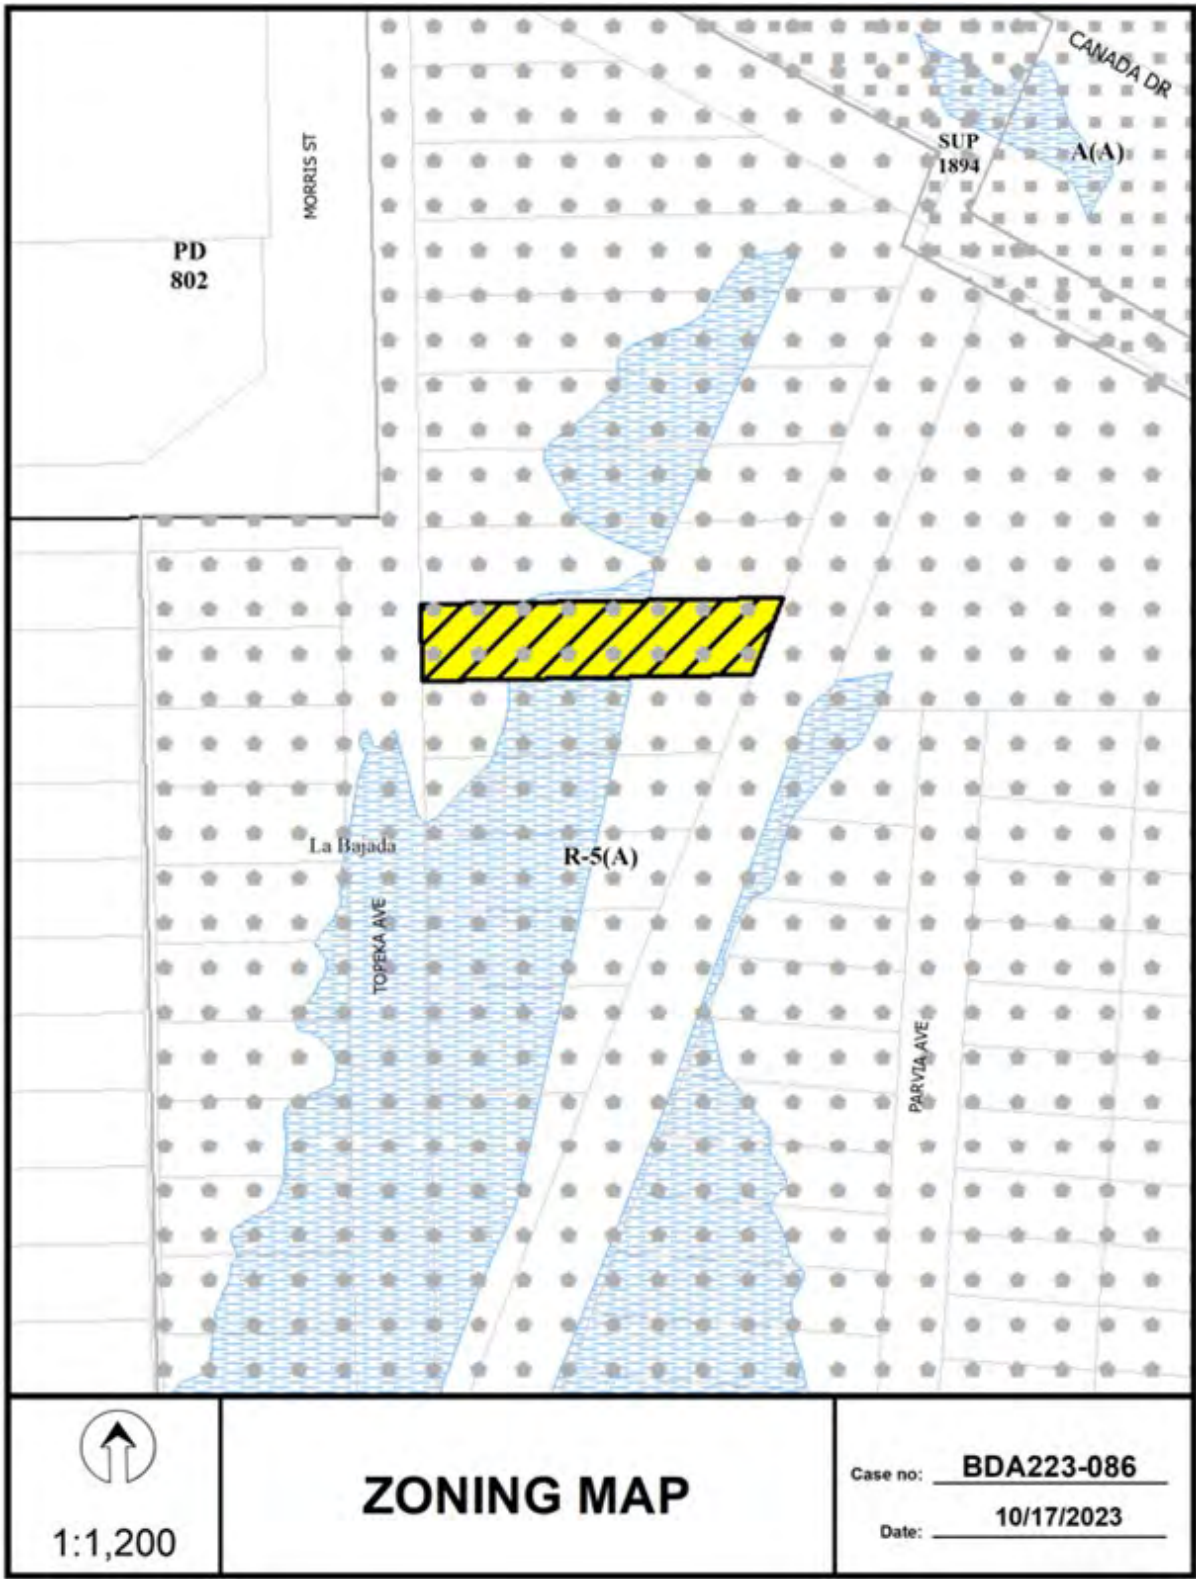 CANADA DR
SUP
1894
A(A)
MORRIS ST
PD
802
La Bajada
R-5(A)
TOPEKA AVE
PARVIA AVE
1:1,200
ZONING MAP
Case no: BDA223-086
Date: 10/17/2023